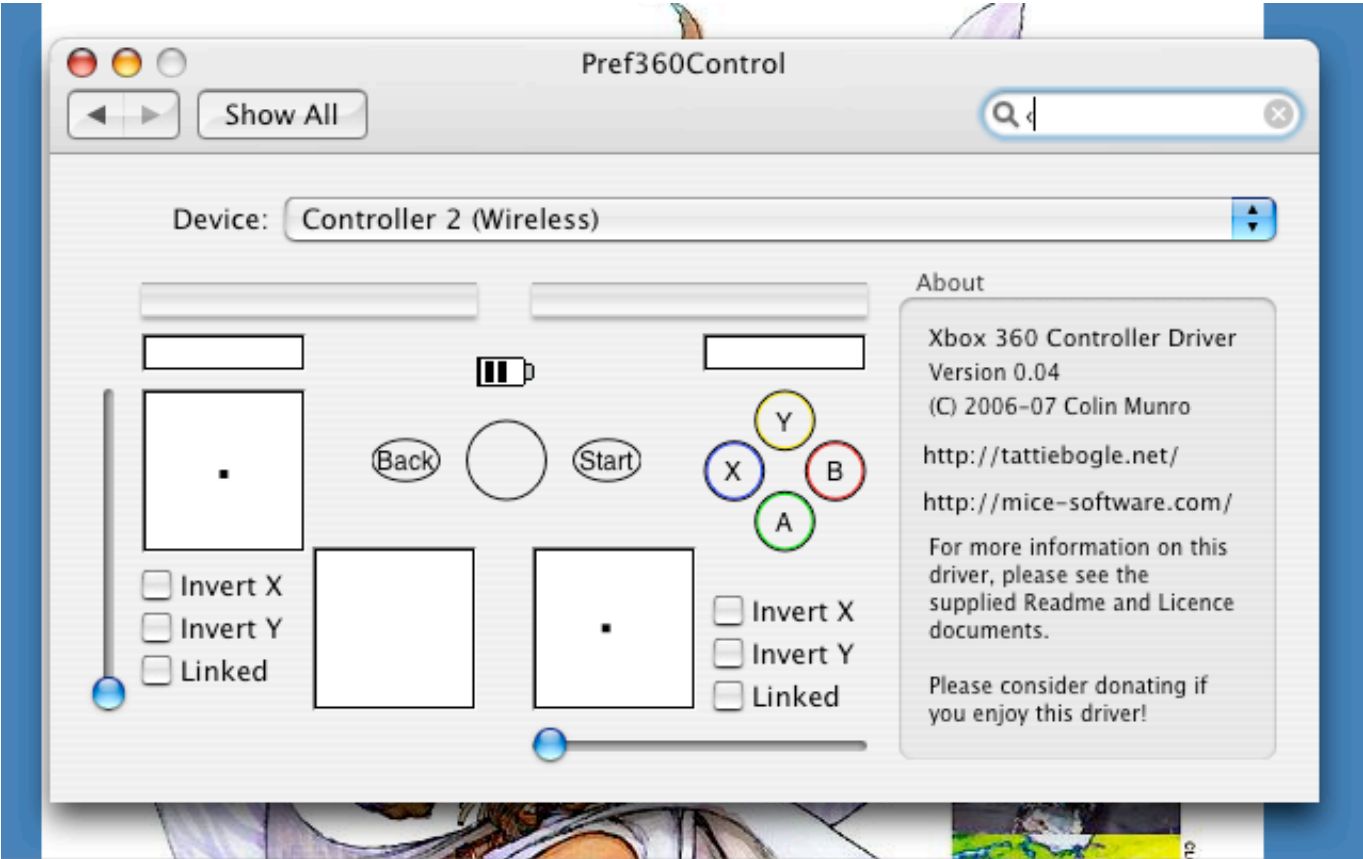 Pref360Control
Show All
‹
Device: Controller 2 (Wireless)
About
Xbox 360 Controller Driver
Version 0.04
(C) 2006–07 Colin Munro
http://tattiebogle.net/
http://mice-software.com/
For more information on this
driver, please see the
supplied Readme and Licence
documents.
Please consider donating if
you enjoy this driver!
Back
Start
Y
X
B
A
Invert X
Invert Y
Linked
Invert X
Invert Y
Linked